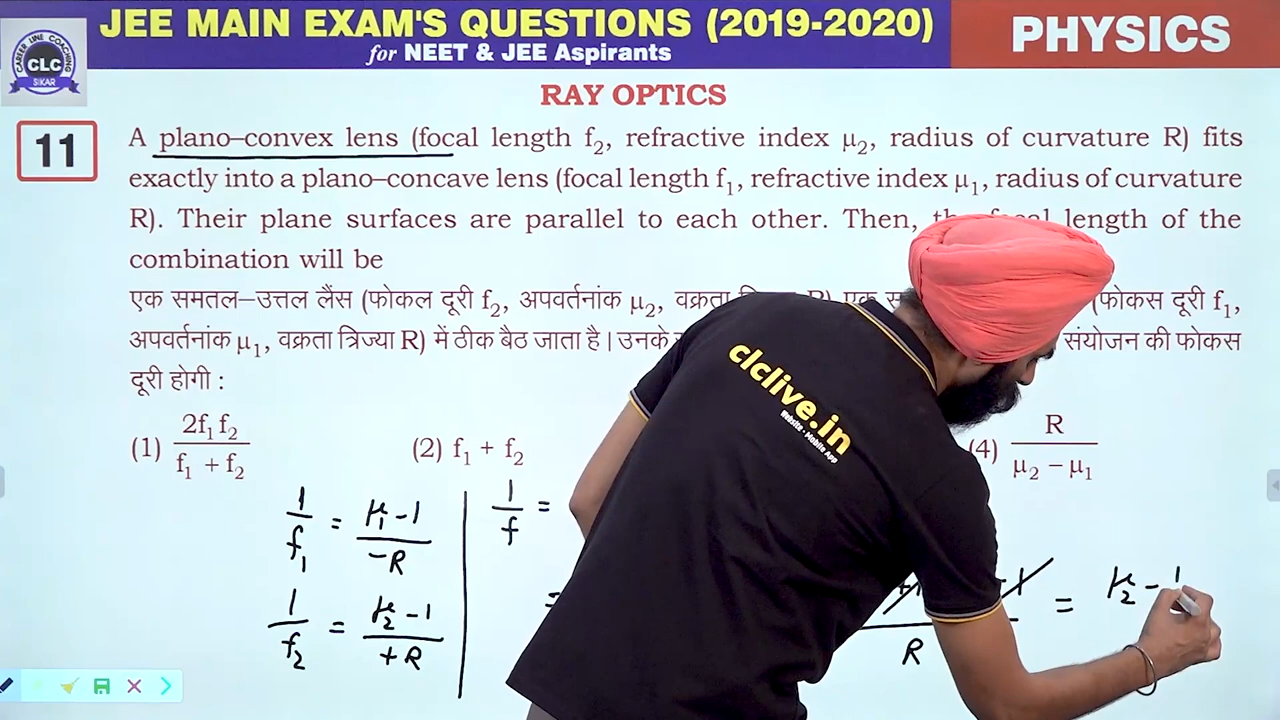 JEE MAIN EXAM'S QUESTIONS (2019-2020)
for NEET & JEE Aspirants
PHYSICS
CAREER LINE COACHING
CLC
SIKAR
RAY OPTICS
11
A plano–convex lens (focal length f₂, refractive index μ₂, radius of curvature R) fits
exactly into a plano–concave lens (focal length f₁, refractive index μ₁, radius of curvature
R). Their plane surfaces are parallel to each other. Then, length of the
combination will be
एक समतल–उत्तल लैंस (फोकल दूरी f₂, अपवर्तनांक μ₂, वक्रता R) एक (फोकस दूरी f₁,
अपवर्तनांक μ₁, वक्रता त्रिज्या R) में ठीक बैठ जाता है। उनके संयोजन की फोकस
दूरी होगी :
(1) 2f₁f₂ / f₁ + f₂ (2) f₁ + f₂ (4) R / μ₂ – μ₁
1/f₁ = μ₁-1 / -R
1/f₂ = μ₂-1 / +R
1/f =
=
R
= μ₂ -
clclive.in
Website - Mobile App